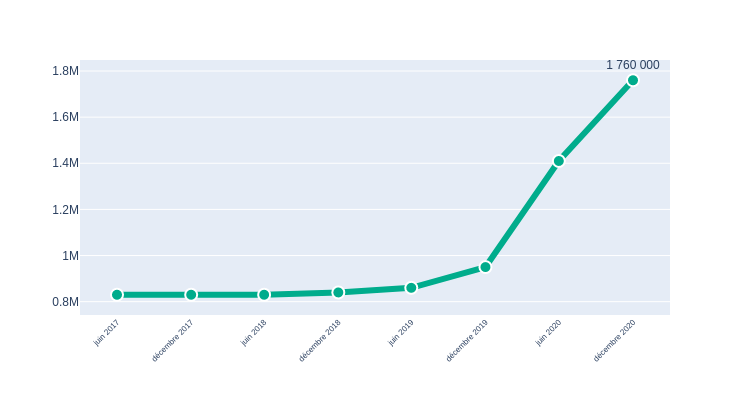 1 760 000
1.8M
1.6M
1.4M
1.2M
1M
0.8M
juin 2017
décembre 2017
juin 2018
décembre 2018
juin 2019
décembre 2019
juin 2020
décembre 2020